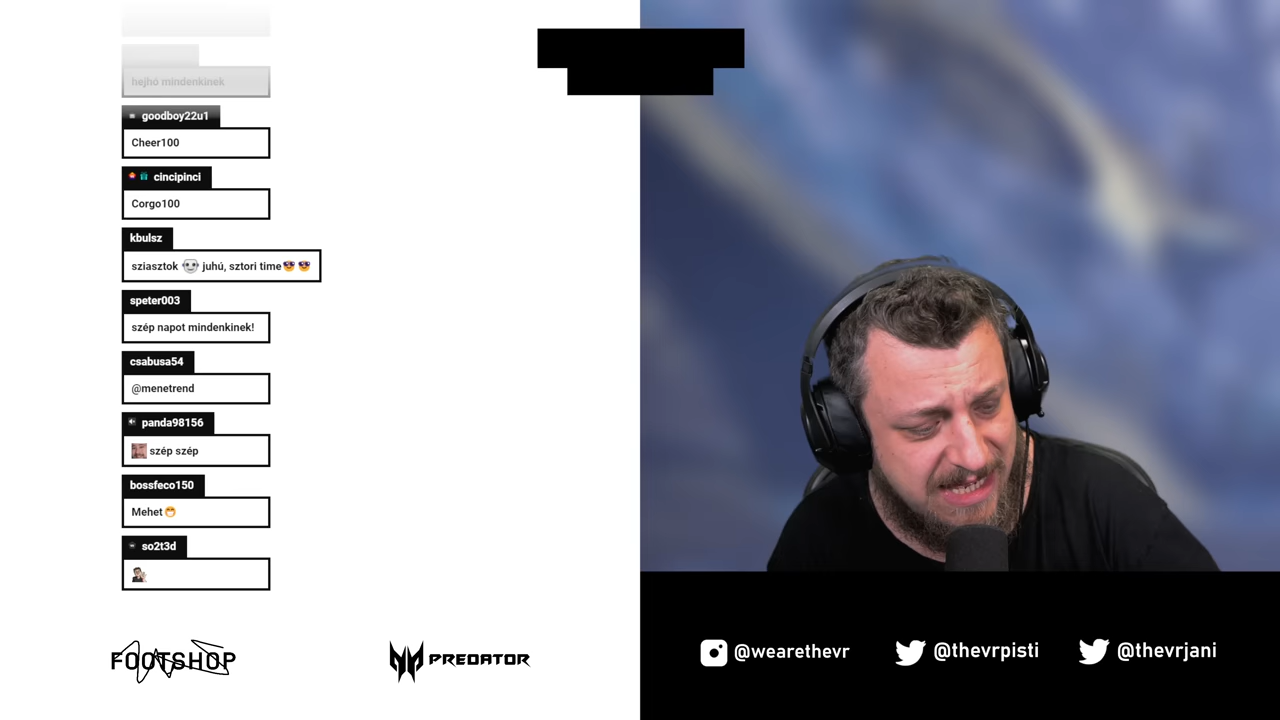 hejhó mindenkinek
goodboy22u1
Cheer100
cincipinci
Corgo100
kbulsz
sziasztok juhú, sztori time
speter003
szép napot mindenkinek!
csabusa54
@menetrend
panda98156
szép szép
bossfeco150
Mehet
so2t3d
FOOTSHOP
PREDATOR
@wearethevr
@thevrpisti
@thevrjani